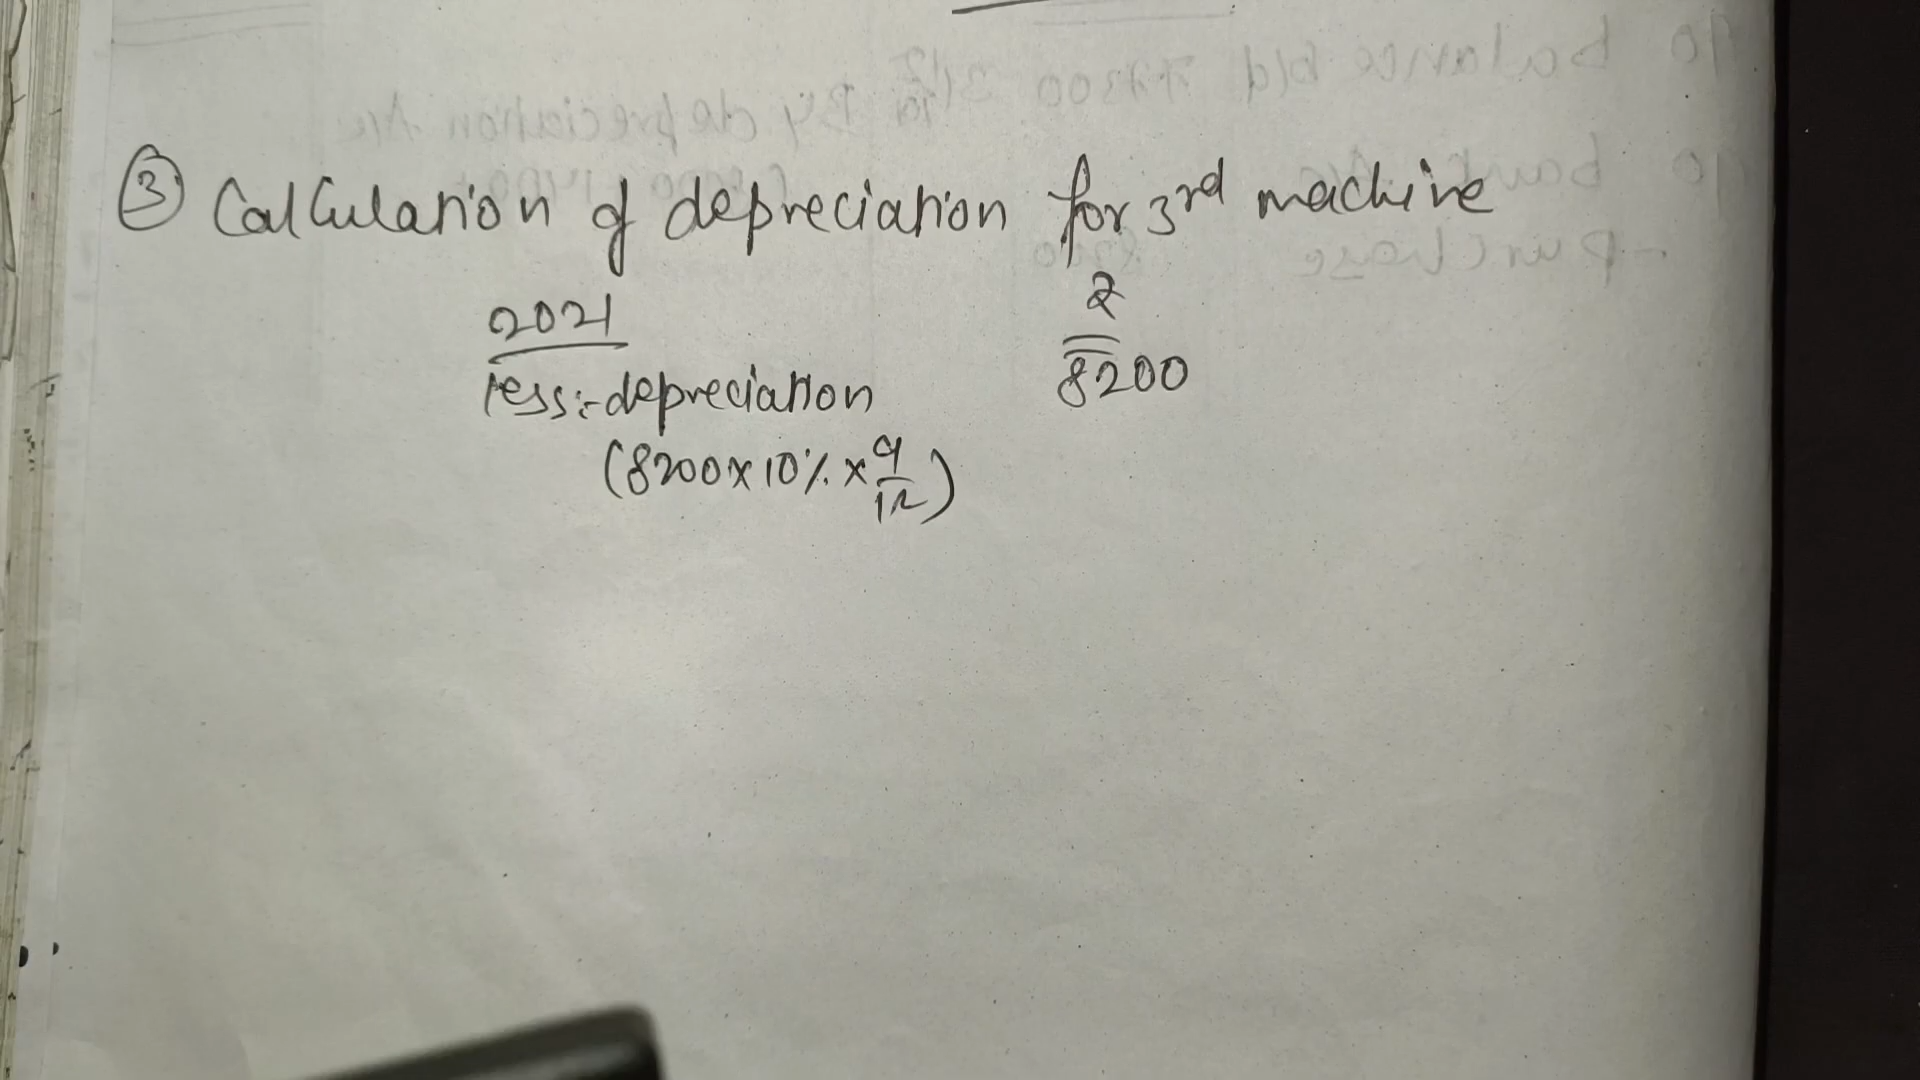 ③ Calculation of depreciation for 3rd machine
2021 ₹
8200
less:- depreciation
(8200 x 10% x 9/12)